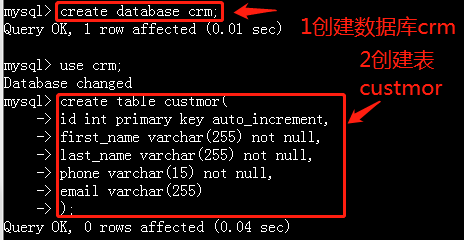 mysql> create database crm;
Query OK, 1 row affected (0.01 sec)
1创建数据库crm
mysql> use crm;
Database changed
2创建表
custmor
mysql> create table custmor(
-> id int primary key auto_increment,
-> first_name varchar(255) not null,
-> last_name varchar(255) not null,
-> phone varchar(15) not null,
-> email varchar(255)
-> );
Query OK, 0 rows affected (0.04 sec)